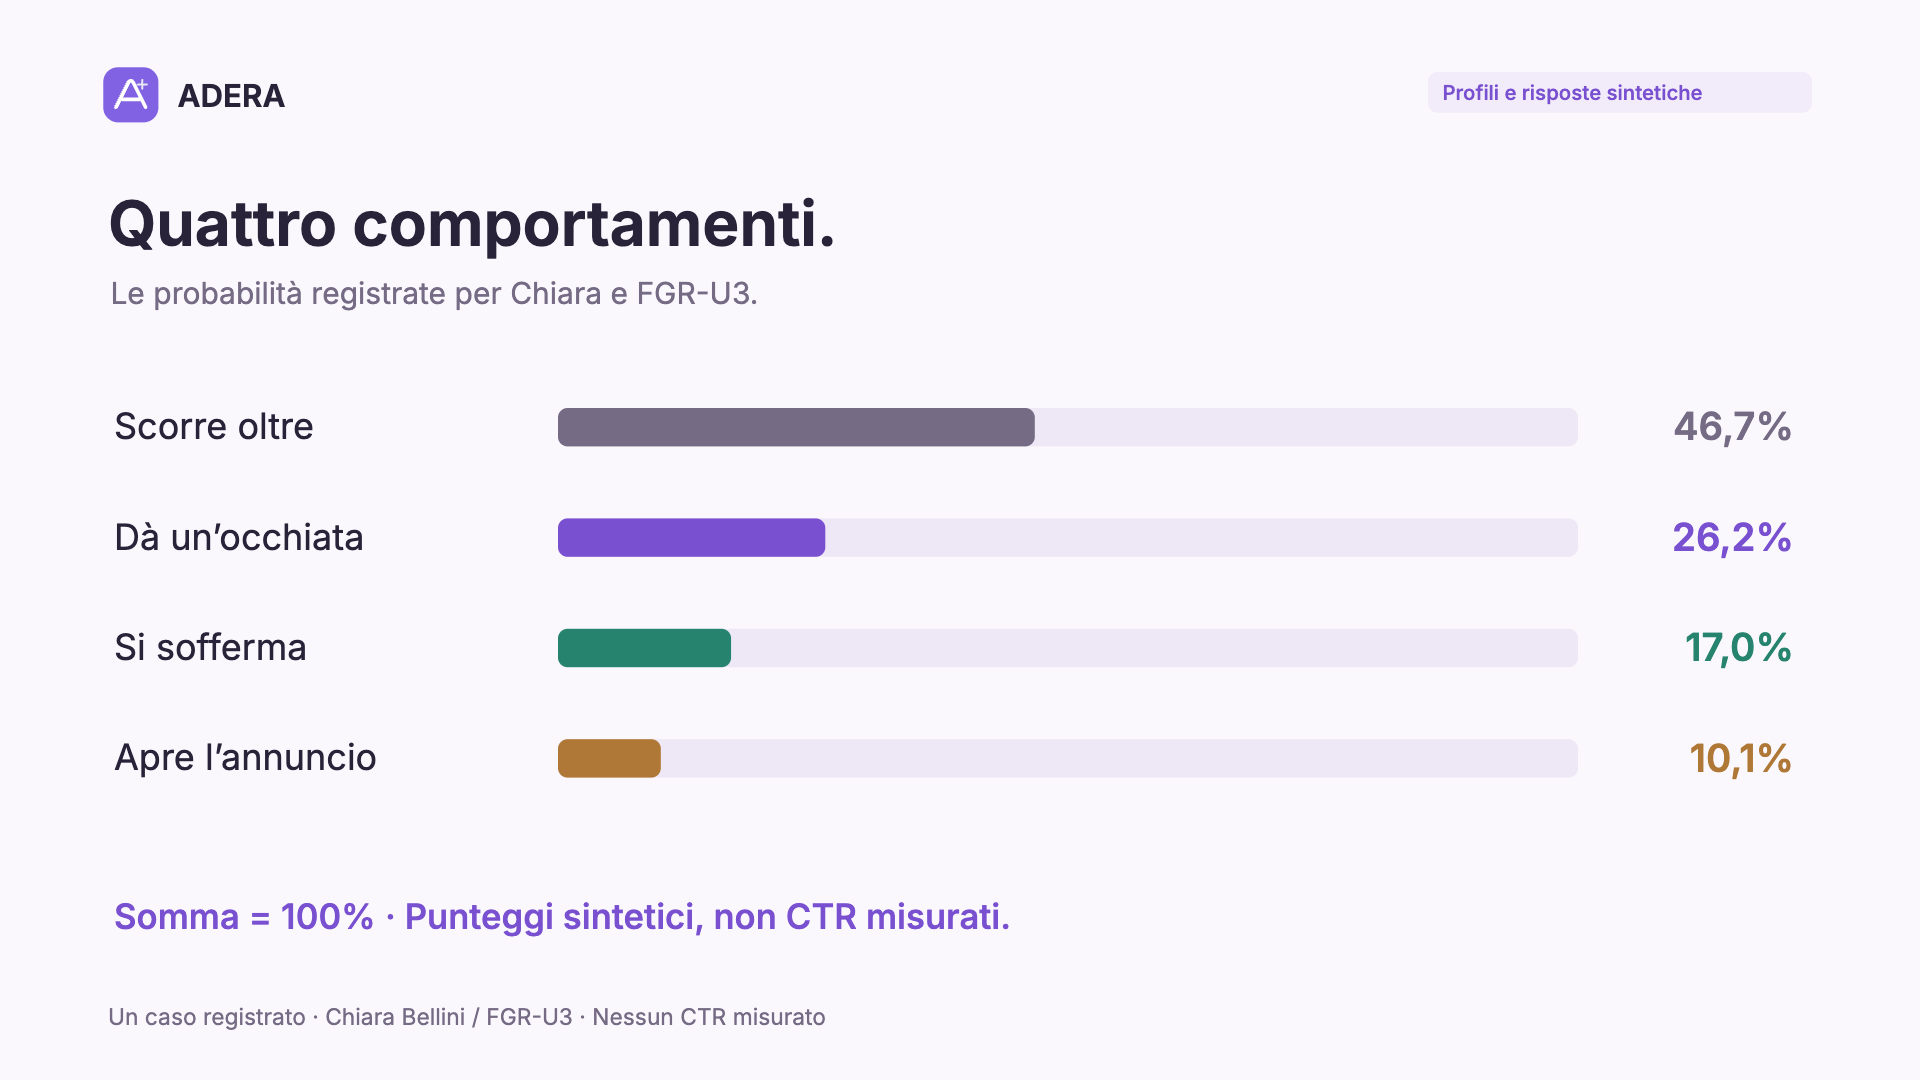 ADERA
Profili e risposte sintetiche
Quattro comportamenti.
Le probabilità registrate per Chiara e FGR-U3.
Scorre oltre 46,7%
Dà un’occhiata 26,2%
Si sofferma 17,0%
Apre l’annuncio 10,1%
Somma = 100% · Punteggi sintetici, non CTR misurati.
Un caso registrato · Chiara Bellini / FGR-U3 · Nessun CTR misurato